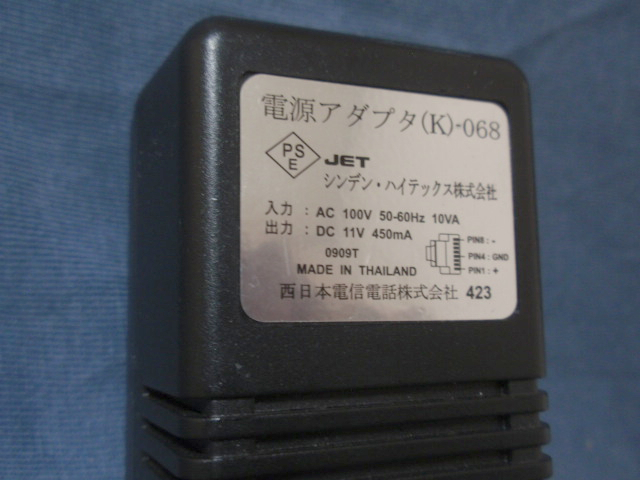 電源アダプタ(K)-068
PS
E
JET
シンデン・ハイテックス株式会社
入力 : AC 100V 50-60Hz 10VA
出力 : DC 11V 450mA
0909T
MADE IN THAILAND
PIN6 : -
PIN4 : GND
PIN1 : +
西日本電信電話株式会社 423